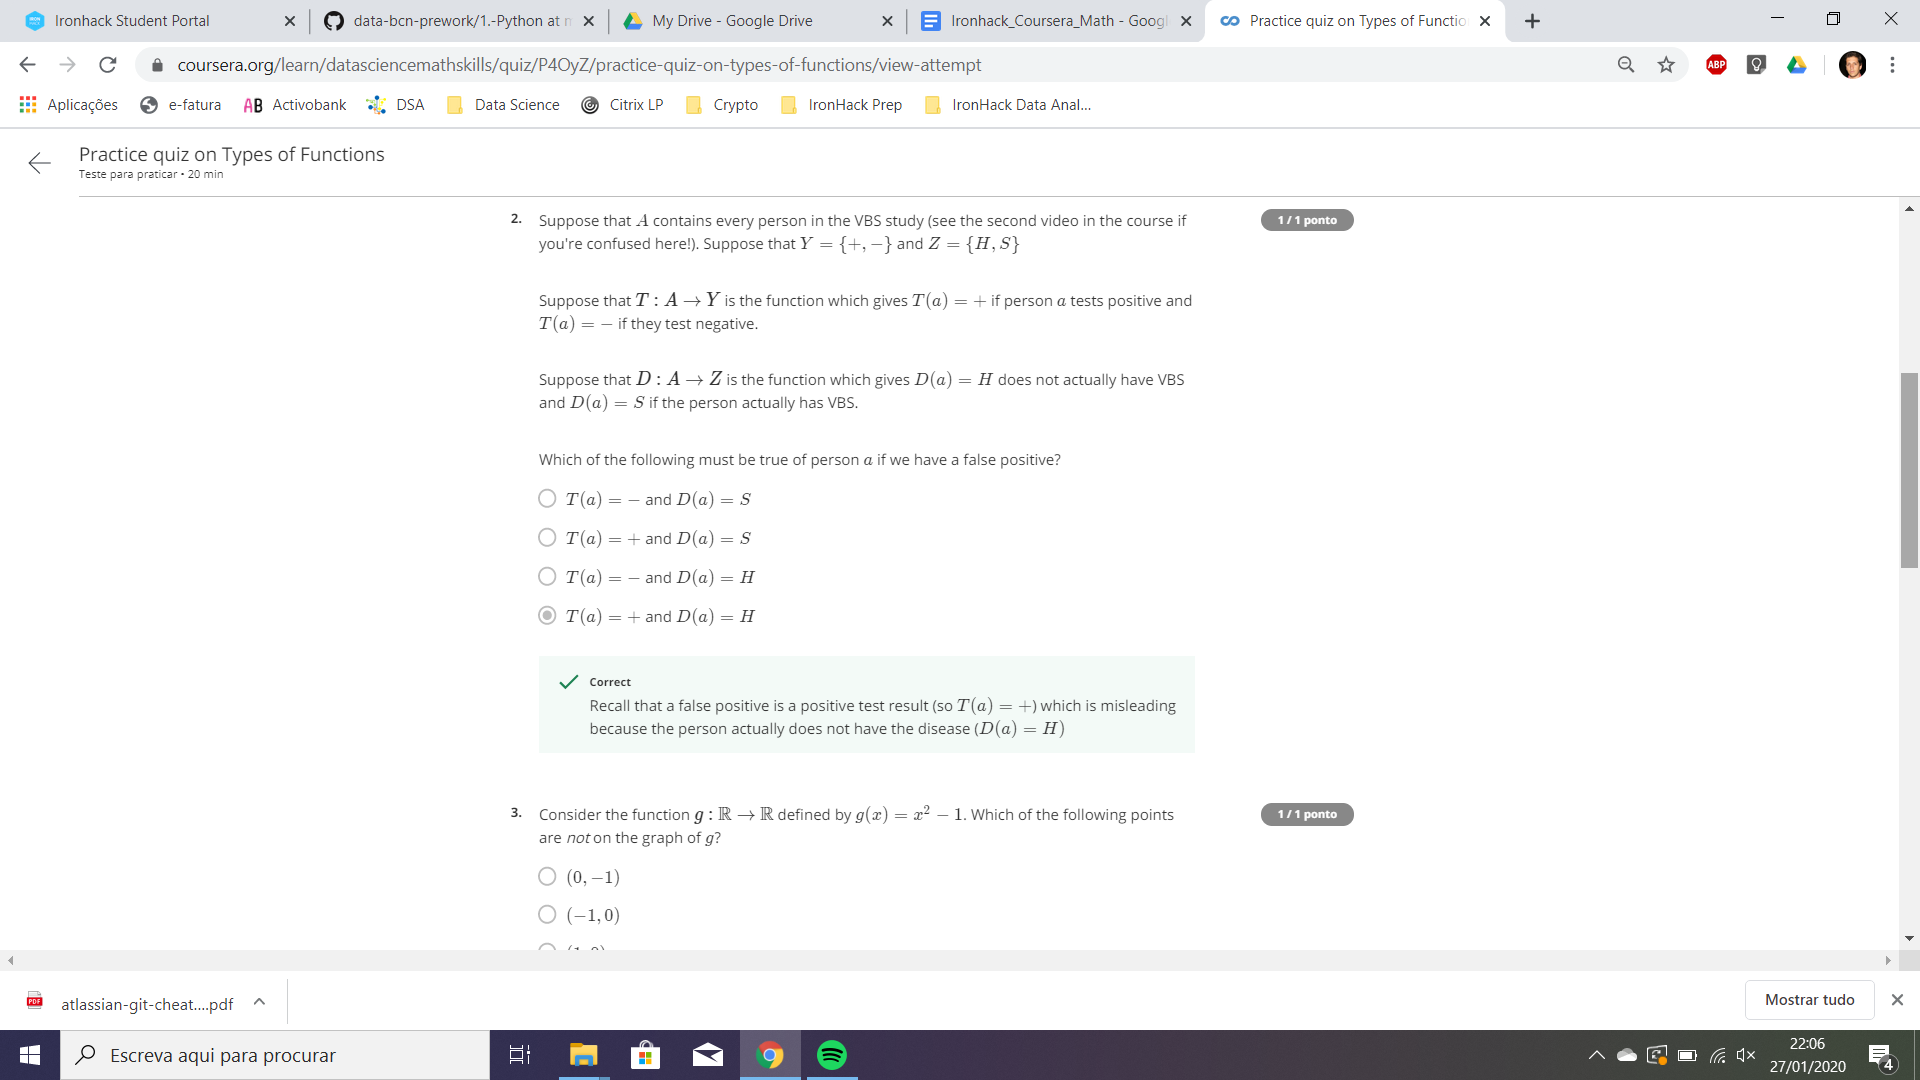 Ironhack Student Portal
data-bcn-prework/1.-Python at m
My Drive - Google Drive
Ironhack_Coursera_Math - Googl
Practice quiz on Types of Functio
coursera.org/learn/datasciencemathskills/quiz/P4OyZ/practice-quiz-on-types-of-functions/view-attempt
ABP
Aplicações
e-fatura
AB Activobank
DSA
Data Science
Citrix LP
Crypto
IronHack Prep
IronHack Data Anal...
Practice quiz on Types of Functions
Teste para praticar • 20 min
2. Suppose that A contains every person in the VBS study (see the second video in the course if
1 / 1 ponto
you're confused here!). Suppose that Y = {+, −} and Z = {H, S}
Suppose that T : A → Y is the function which gives T(a) = + if person a tests positive and
T(a) = − if they test negative.
Suppose that D : A → Z is the function which gives D(a) = H does not actually have VBS
and D(a) = S if the person actually has VBS.
Which of the following must be true of person a if we have a false positive?
T(a) = − and D(a) = S
T(a) = + and D(a) = S
T(a) = − and D(a) = H
T(a) = + and D(a) = H
Correct
Recall that a false positive is a positive test result (so T(a) = +) which is misleading
because the person actually does not have the disease (D(a) = H)
3. Consider the function g : ℝ → ℝ defined by g(x) = x² − 1. Which of the following points
1 / 1 ponto
are not on the graph of g?
(0, −1)
(−1, 0)
PDF
atlassian-git-cheat....pdf
Mostrar tudo
Escreva aqui para procurar
22:06
27/01/2020
4